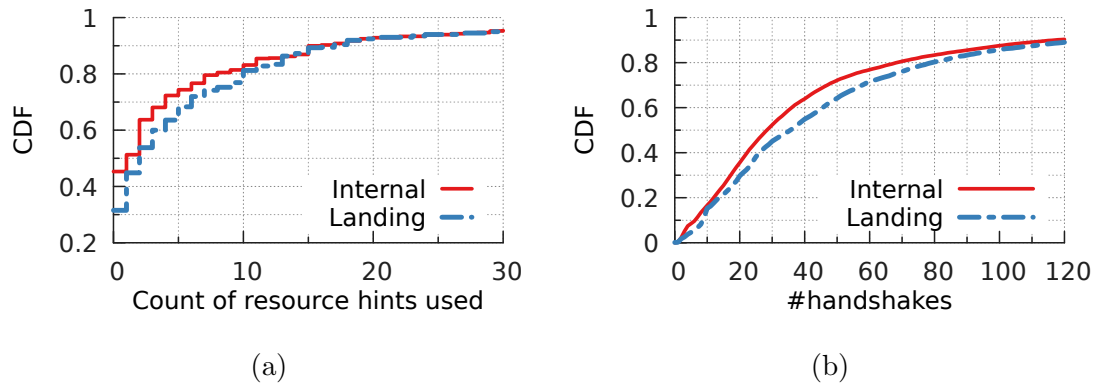 1
0.8
0.6
0.4
0.2
CDF
Internal
Landing
0 10 20 30
Count of resource hints used
(a)
1
0.8
0.6
0.4
0.2
0
CDF
Internal
Landing
0 20 40 60 80 100 120
#handshakes
(b)